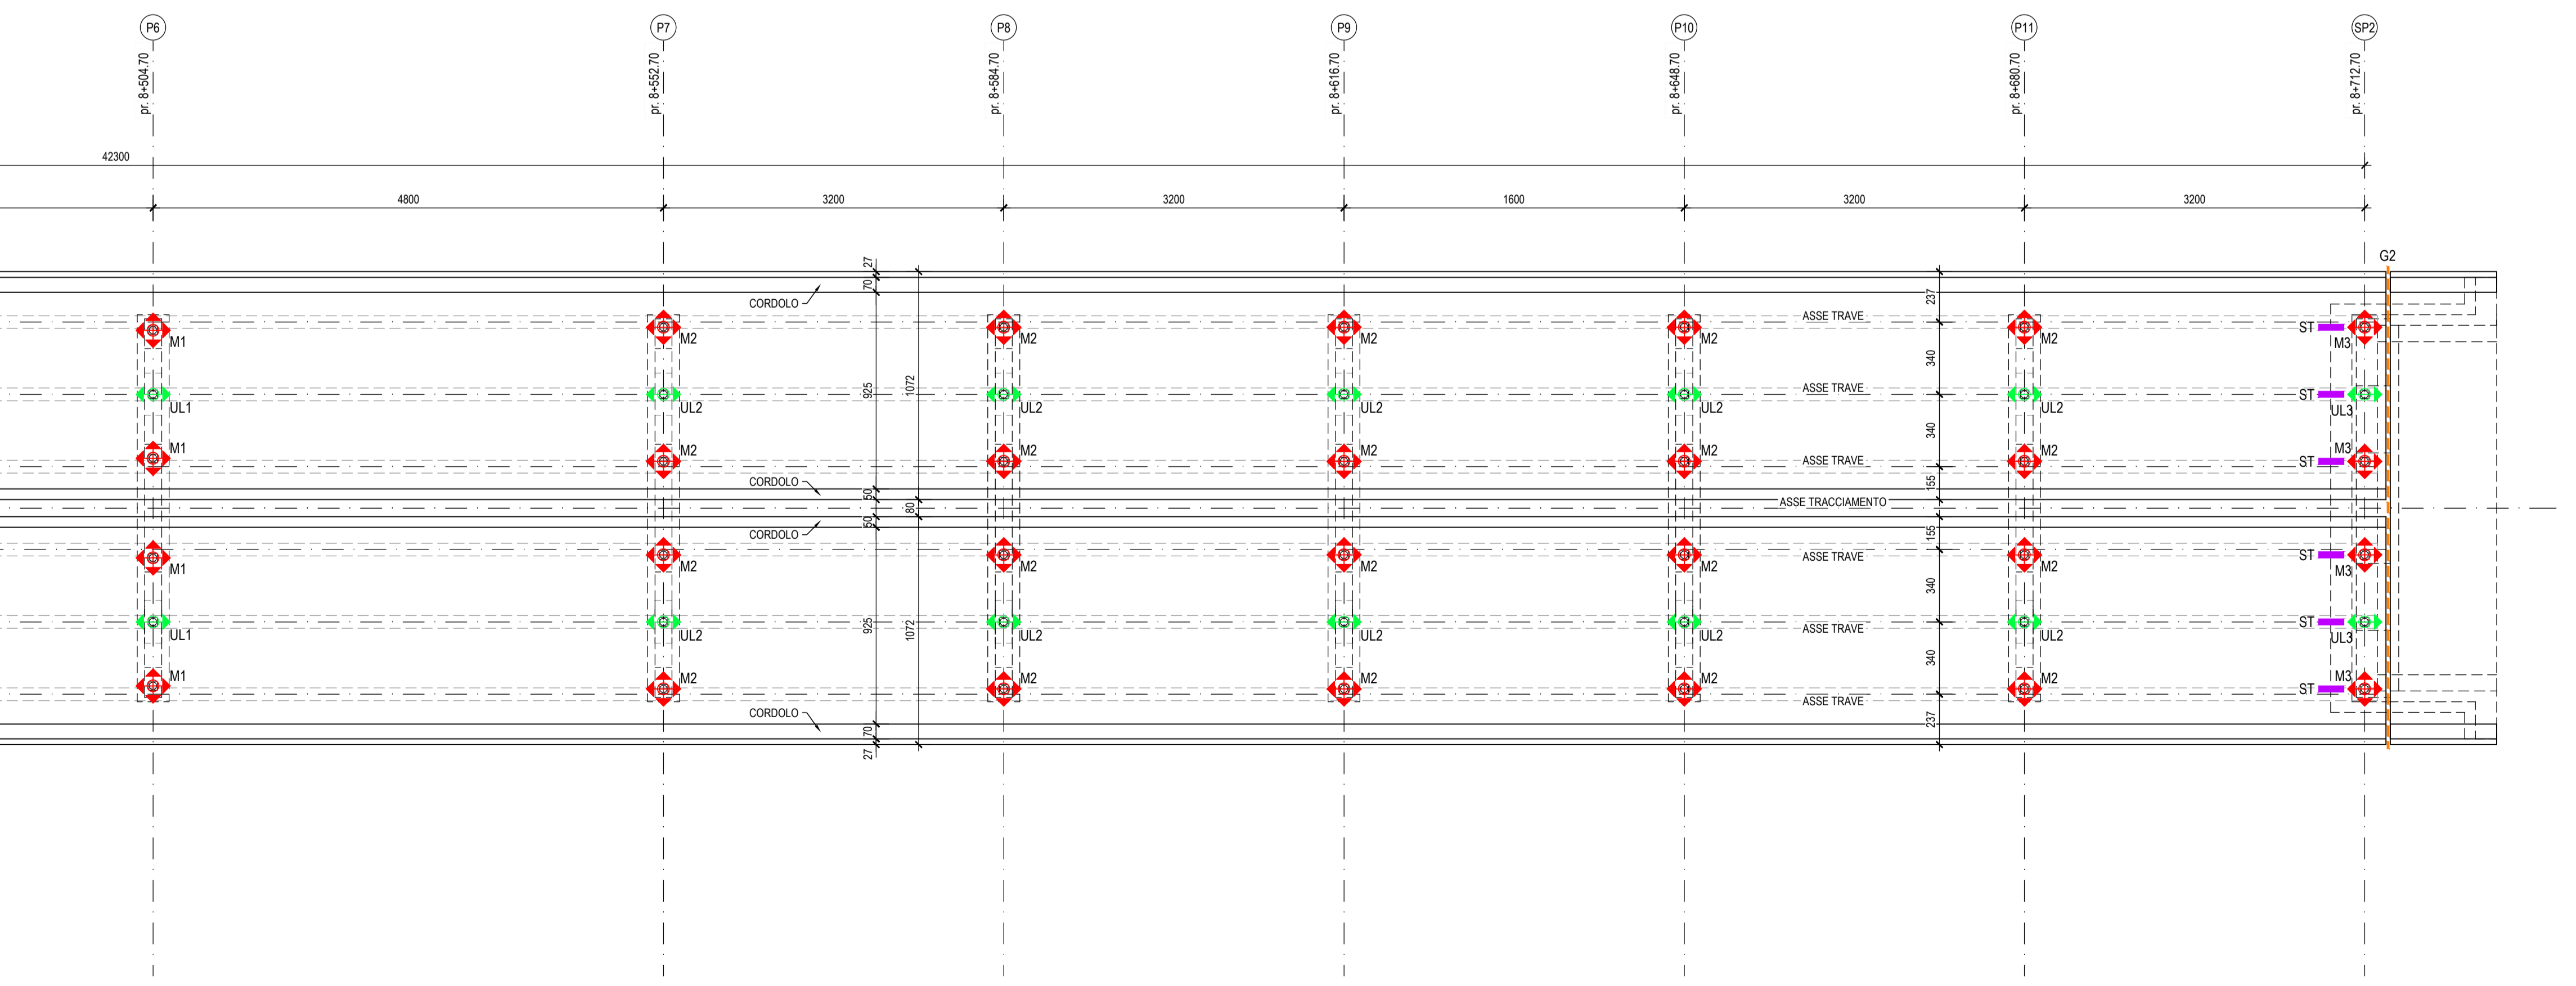 P6 P7 P8 P9 P10 P11 SP2
pr. 8+504.70 pr. 8+552.70 pr. 8+584.70 pr. 8+616.70 pr. 8+648.70 pr. 8+680.70 pr. 8+712.70
42300
4800 3200 3200 1600 3200 3200
G2
27
70 237
CORDOLO
ASSE TRAVE
ST
M1 M2 M2 M2 M2 M2 M3
340
925 1072
ASSE TRAVE
ST
UL1 UL2 UL2 UL2 UL2 UL2 UL3
340
M1 M2 M2 M2 M2 M2 M3
ASSE TRAVE
ST
CORDOLO
50 155
80
ASSE TRACCIAMENTO
50
CORDOLO
155
ASSE TRAVE
ST
M1 M2 M2 M2 M2 M2 M3
340
925 1072
ASSE TRAVE
ST
UL1 UL2 UL2 UL2 UL2 UL2 UL3
340
M1 M2 M2 M2 M2 M2 M3
ST
ASSE TRAVE
CORDOLO
237
70
27